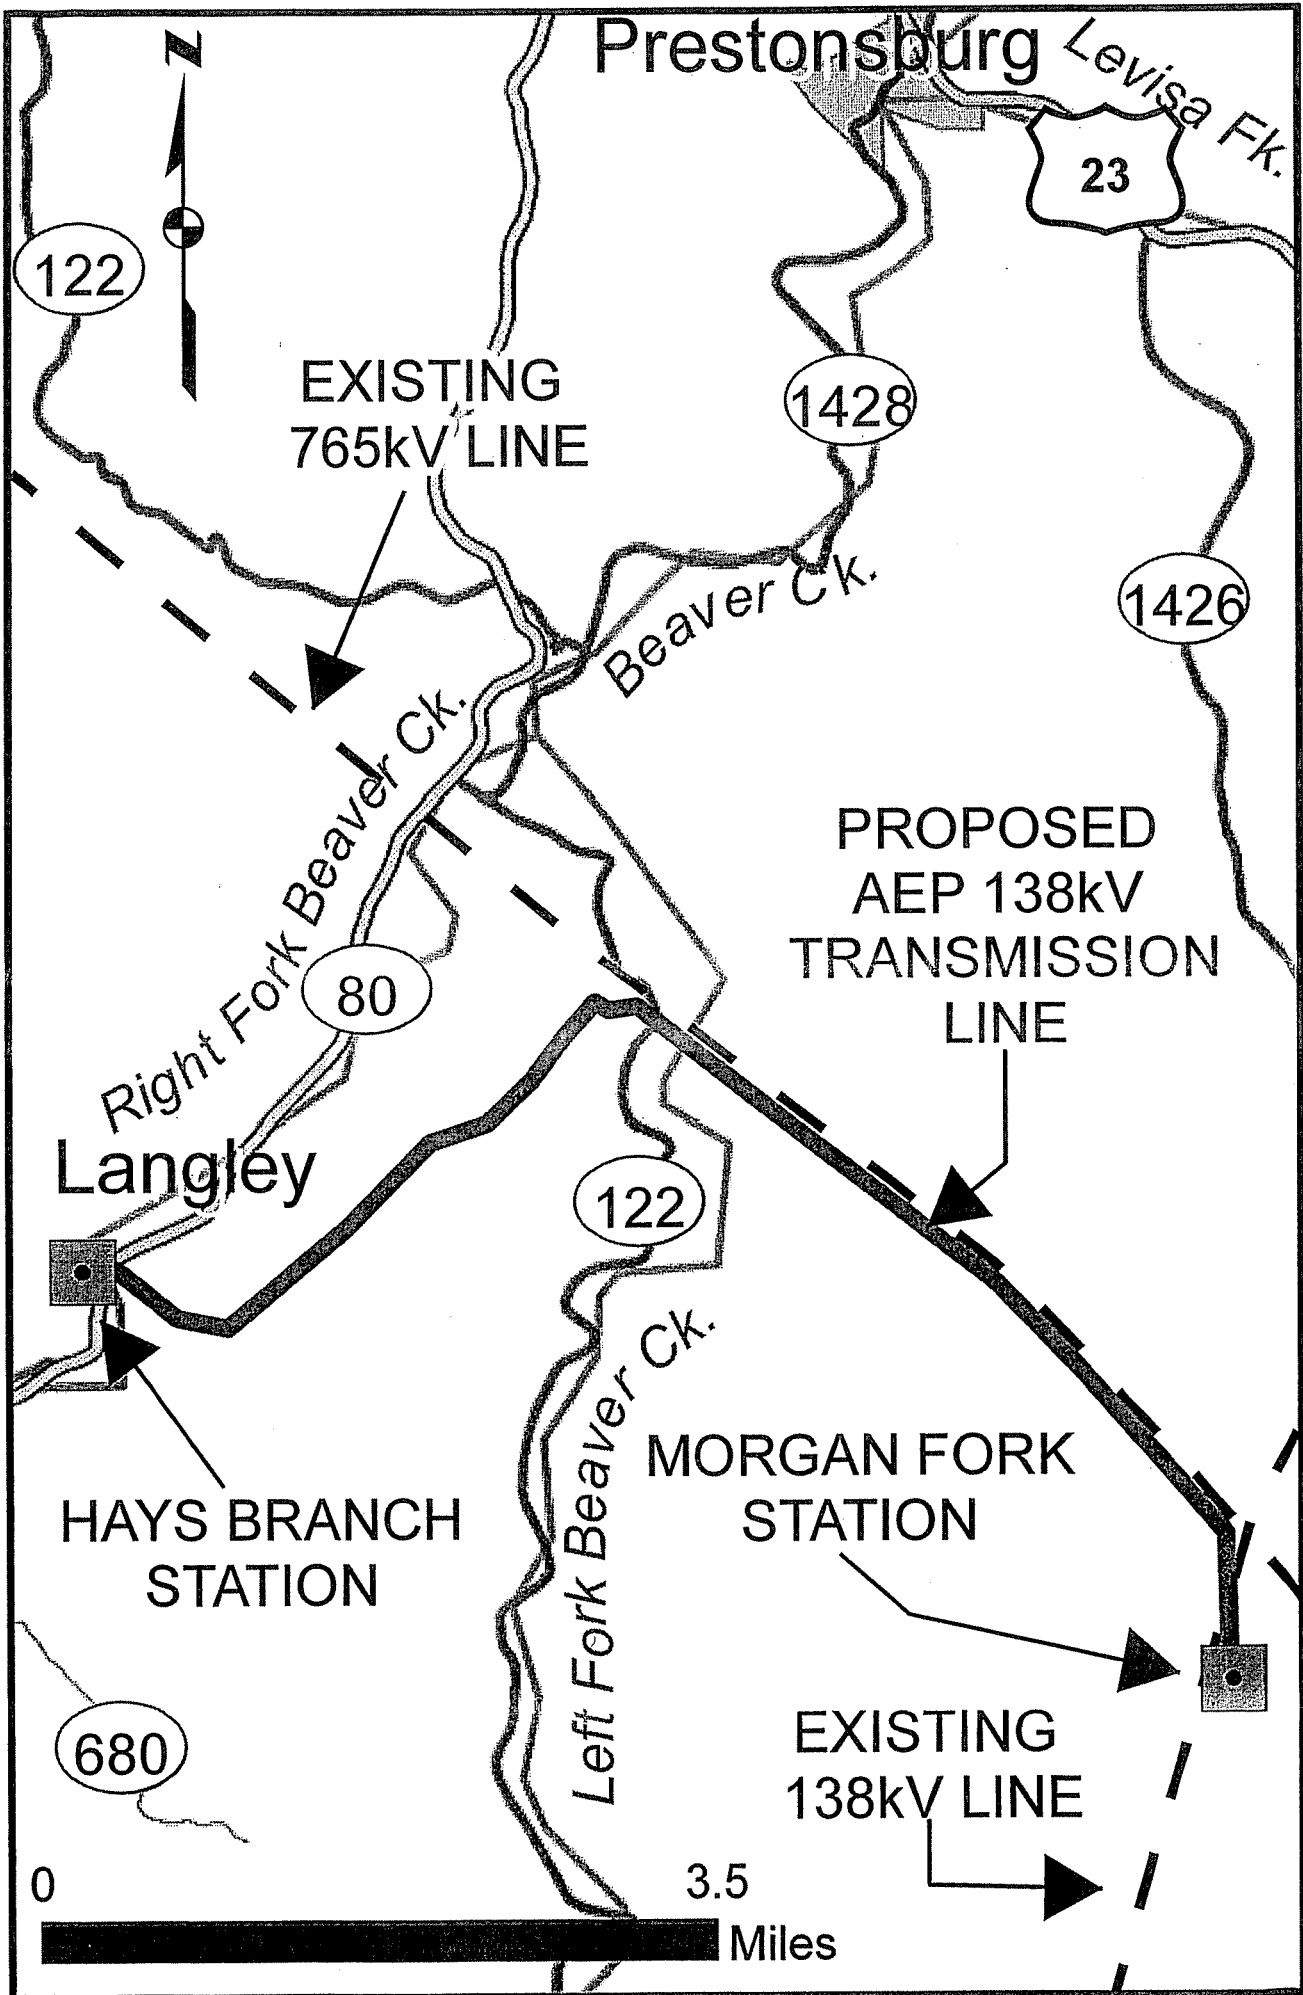 Prestonsburg
Levisa Fk.
N
23
122
EXISTING
765kV LINE
1428
1426
Beaver Ck.
Right Fork Beaver Ck.
PROPOSED
AEP 138kV
TRANSMISSION
LINE
80
Langley
122
Left Fork Beaver Ck.
MORGAN FORK
STATION
HAYS BRANCH
STATION
680
EXISTING
138kV LINE
0
3.5
Miles